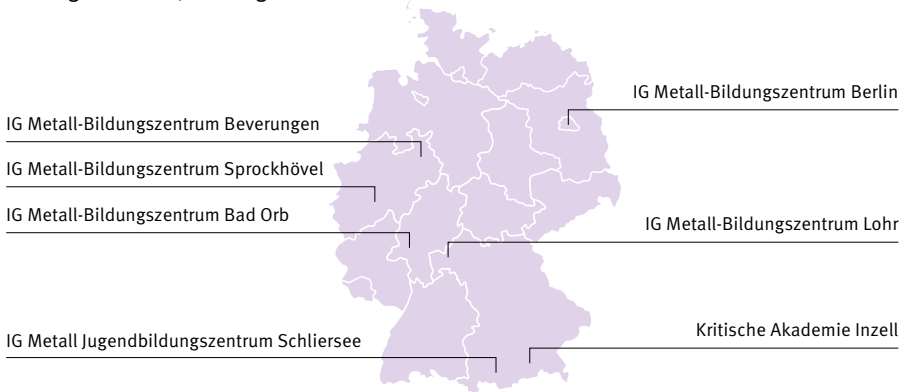 IG Metall-Bildungszentrum Berlin
IG Metall-Bildungszentrum Beverungen
IG Metall-Bildungszentrum Sprockhövel
IG Metall-Bildungszentrum Bad Orb
IG Metall-Bildungszentrum Lohr
Kritische Akademie Inzell
IG Metall Jugendbildungszentrum Schliersee